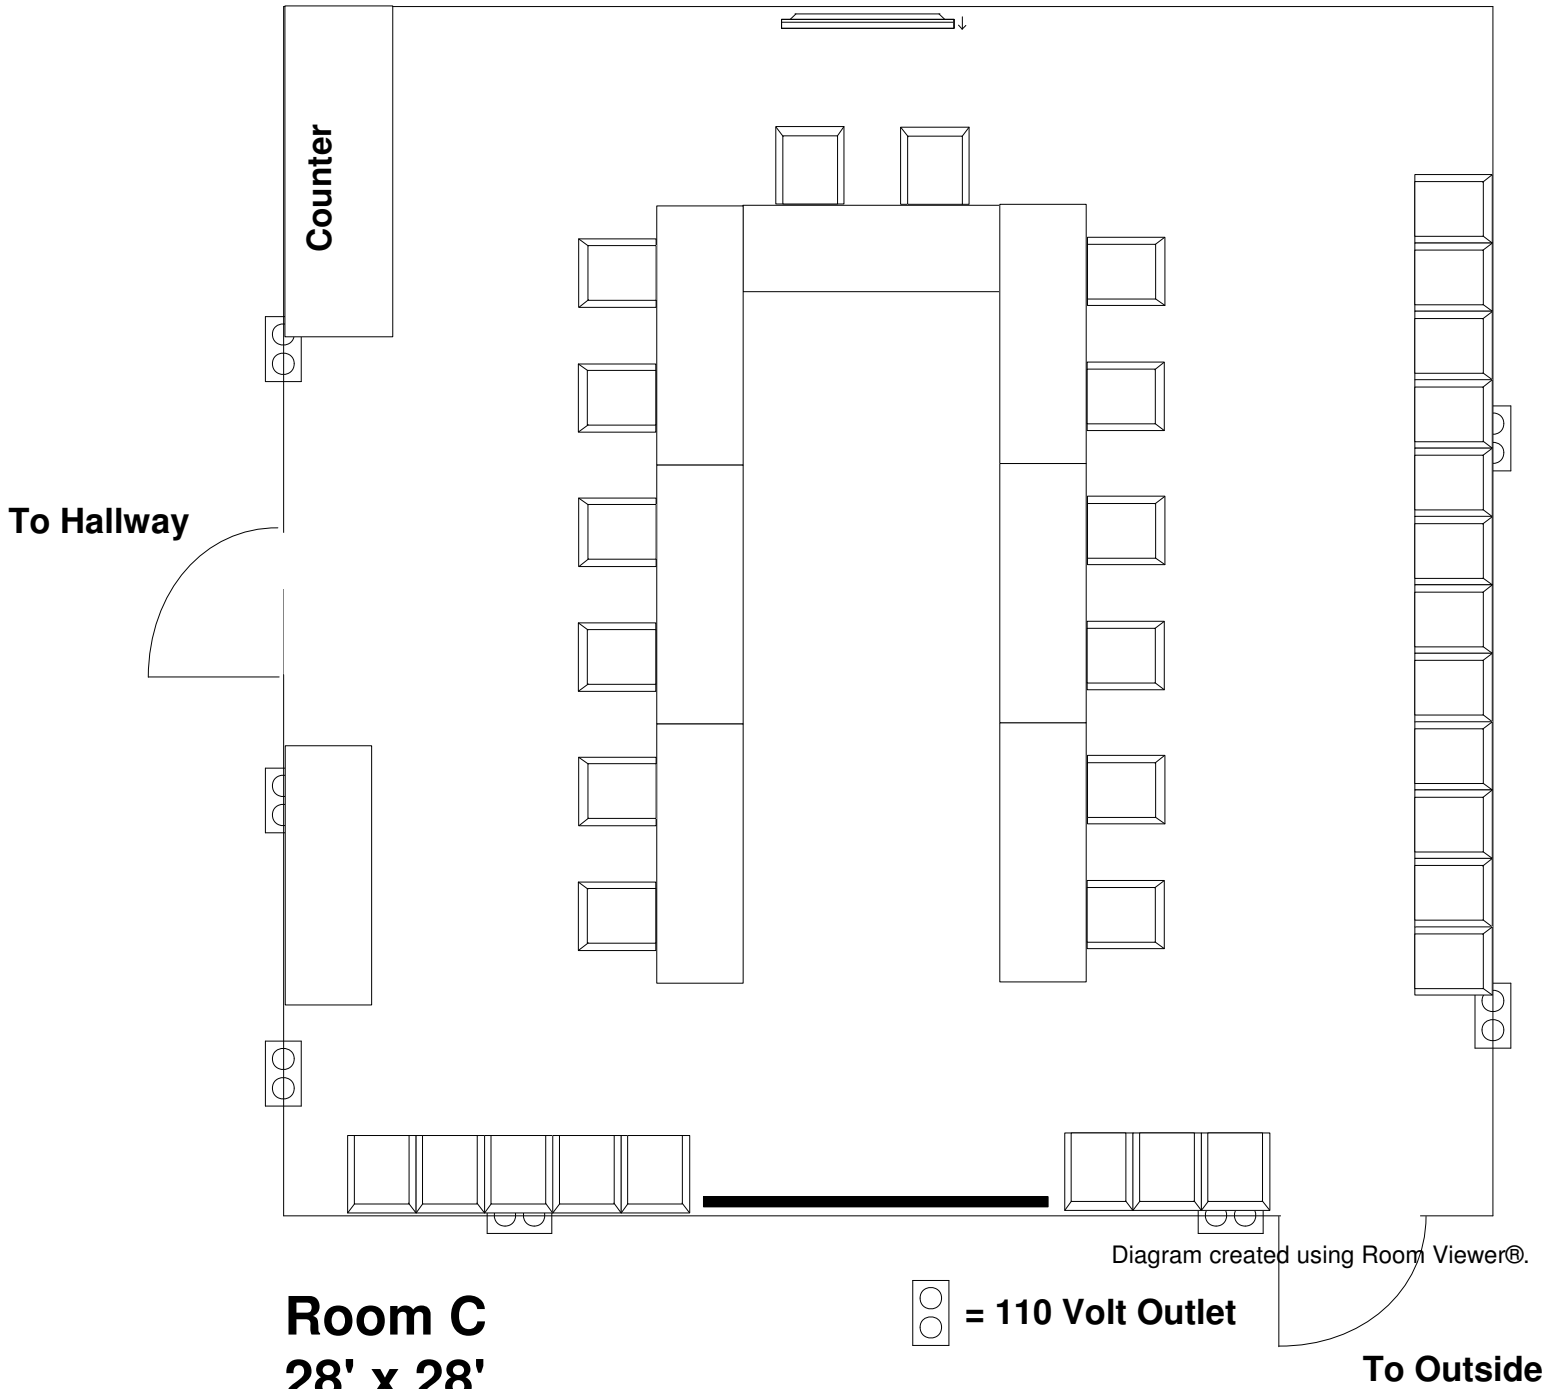 Counter
To Hallway
Diagram created using Room Viewer®.
= 110 Volt Outlet
Room C
28' x 28'
To Outside